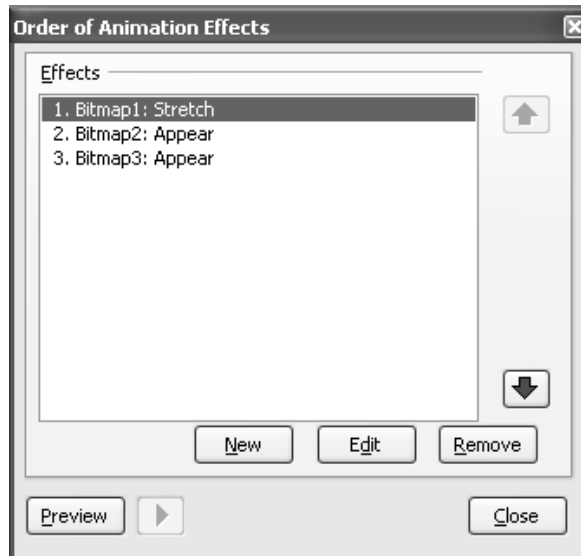 Order of Animation Effects
Effects
1. Bitmap1: Stretch
2. Bitmap2: Appear
3. Bitmap3: Appear
New Edit Remove
Preview Close